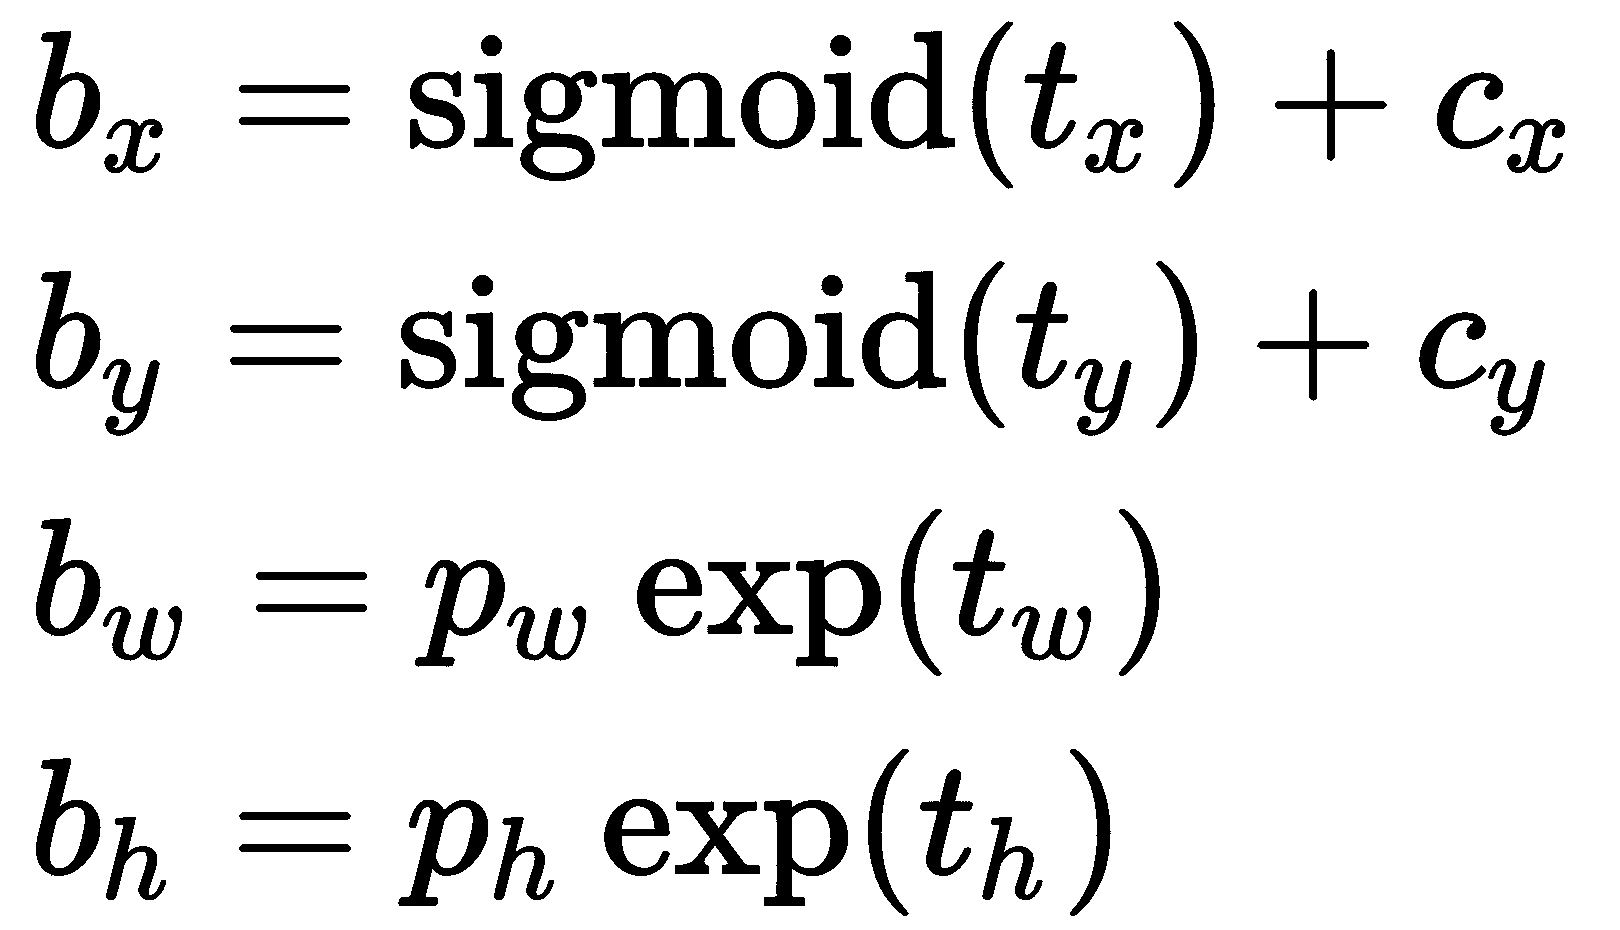 b_x = sigmoid(t_x) + c_x
b_y = sigmoid(t_y) + c_y
b_w = p_w exp(t_w)
b_h = p_h exp(t_h)